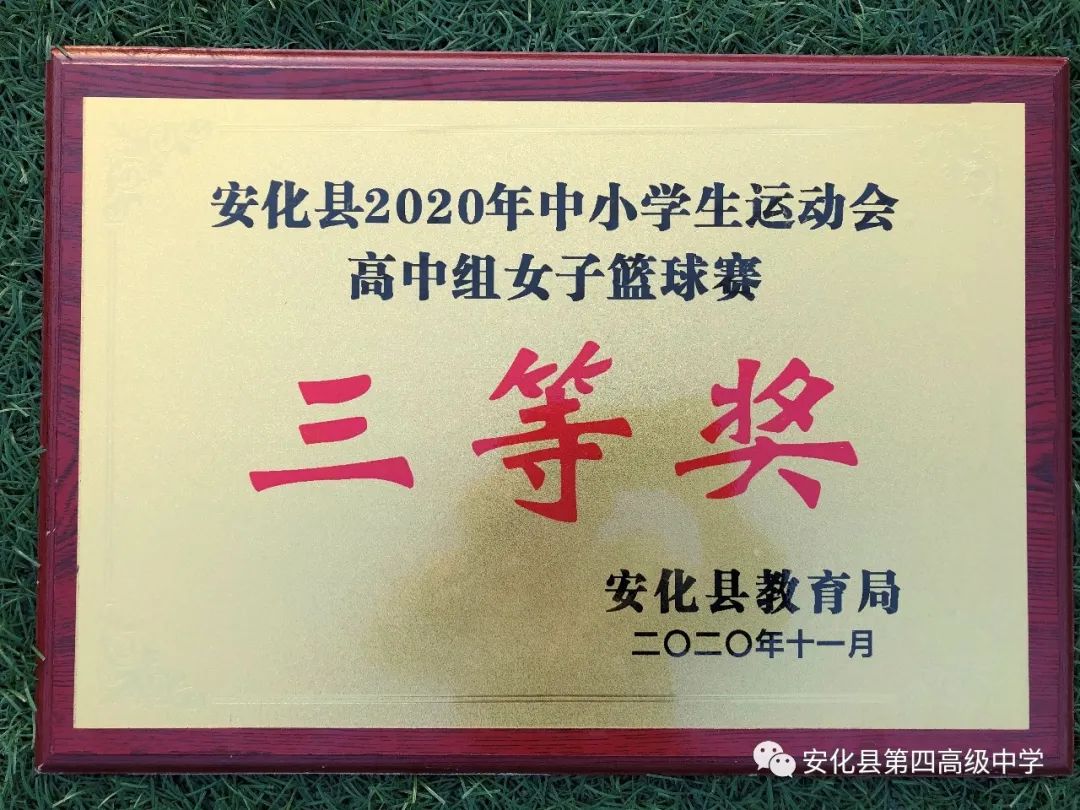 安化县2020年中小学生运动会
高中组女子篮球赛
三等奖
安化县教育局
二〇二〇年十一月
安化县第四高级中学